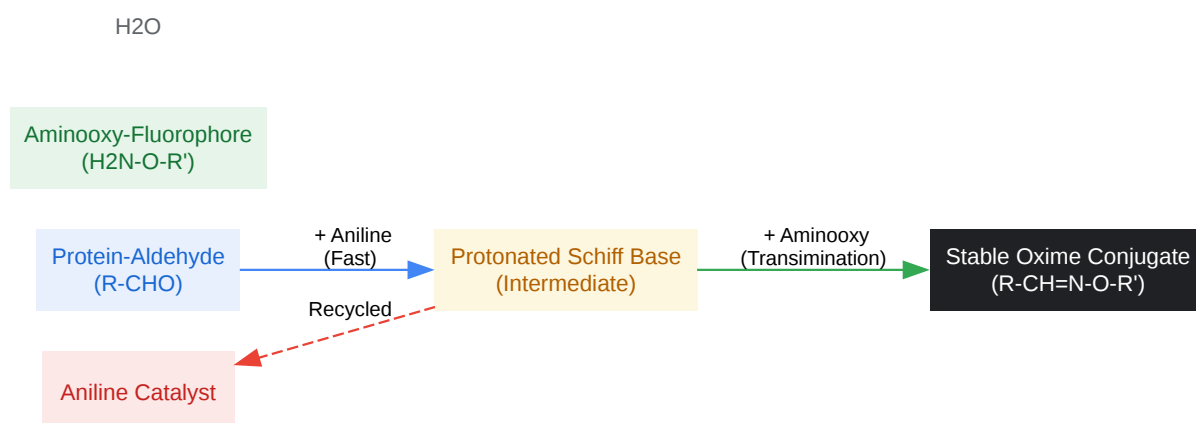 H2O
Aminooxy-Fluorophore
(H2N-O-R')
Protein-Aldehyde
(R-CHO)
+ Aniline
(Fast)
Protonated Schiff Base
(Intermediate)
+ Aminooxy
(Transimination)
Stable Oxime Conjugate
(R-CH=N-O-R')
Recycled
Aniline Catalyst